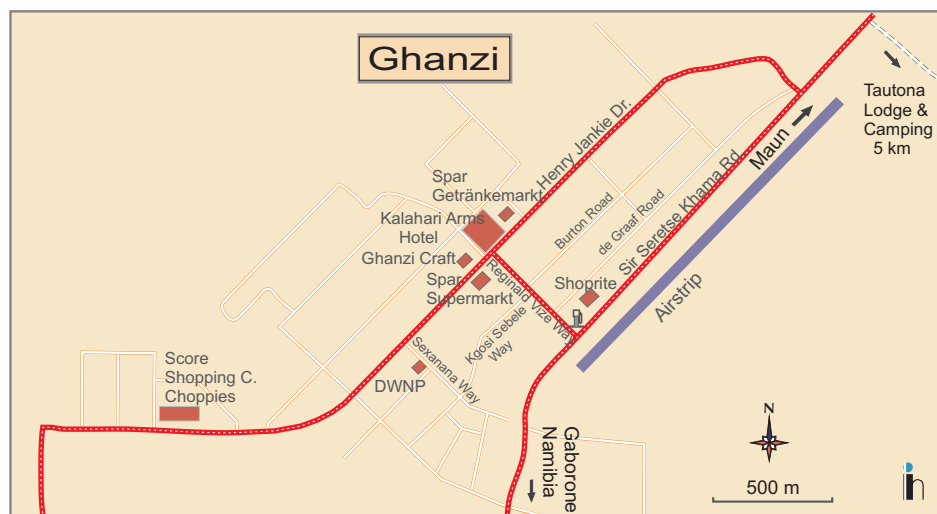 Ghanzi
Tautona
Lodge &
Camping
5 km
Maun
Henry Jankie Dr.
Spar
Getränkemarkt
Kalahari Arms
Hotel
Ghanzi Craft
Spar
Supermarkt
Reginald Vize Way
Burton Road
de Graaf Road
Sir Seretse Khama Rd
Shoprite
Airstrip
Kgosi Sebele
Way
Sexanana Way
DWNP
Score
Shopping C.
Choppies
Gaborone
Namibia
N
500 m
ih